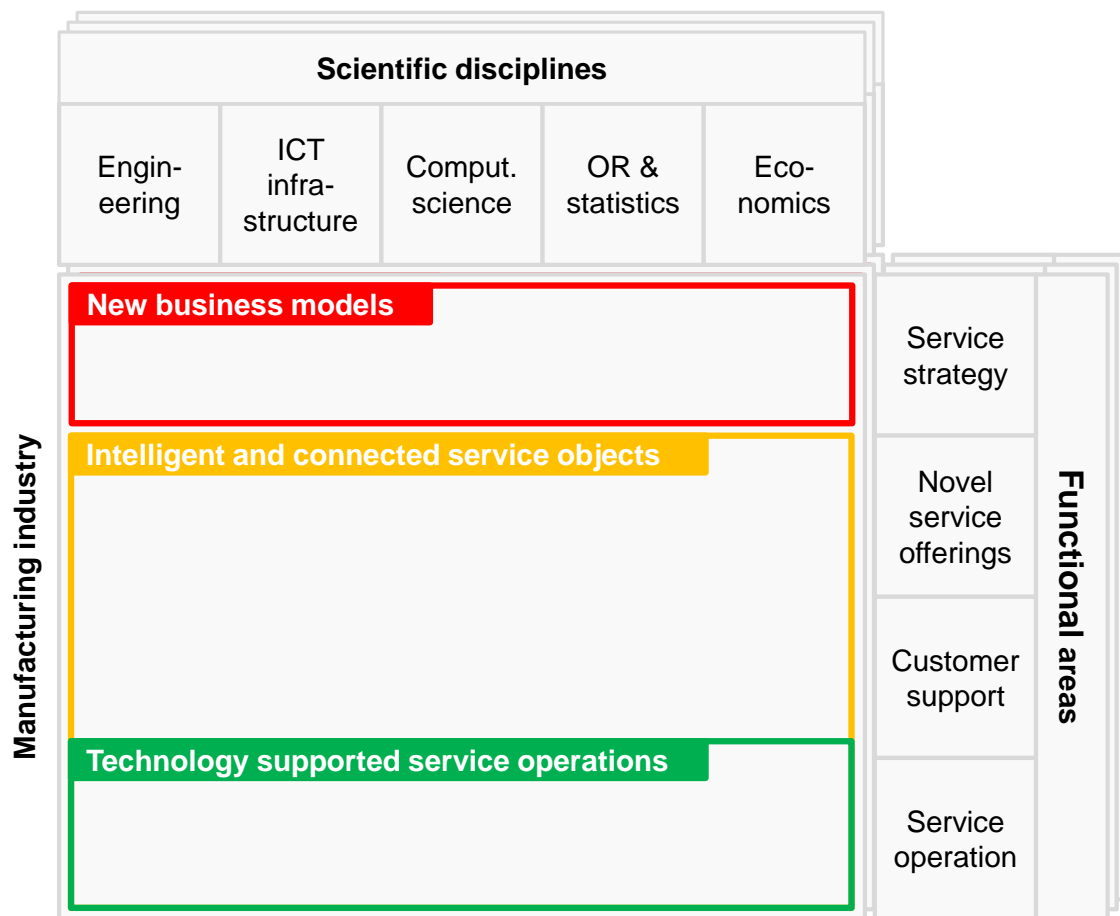 Scientific disciplines
Engin-
eering
ICT
infra-
structure
Comput.
science
OR &
statistics
Eco-
nomics
Manufacturing industry
New business models
Intelligent and connected service objects
Technology supported service operations
Service
strategy
Novel
service
offerings
Customer
support
Service
operation
Functional areas